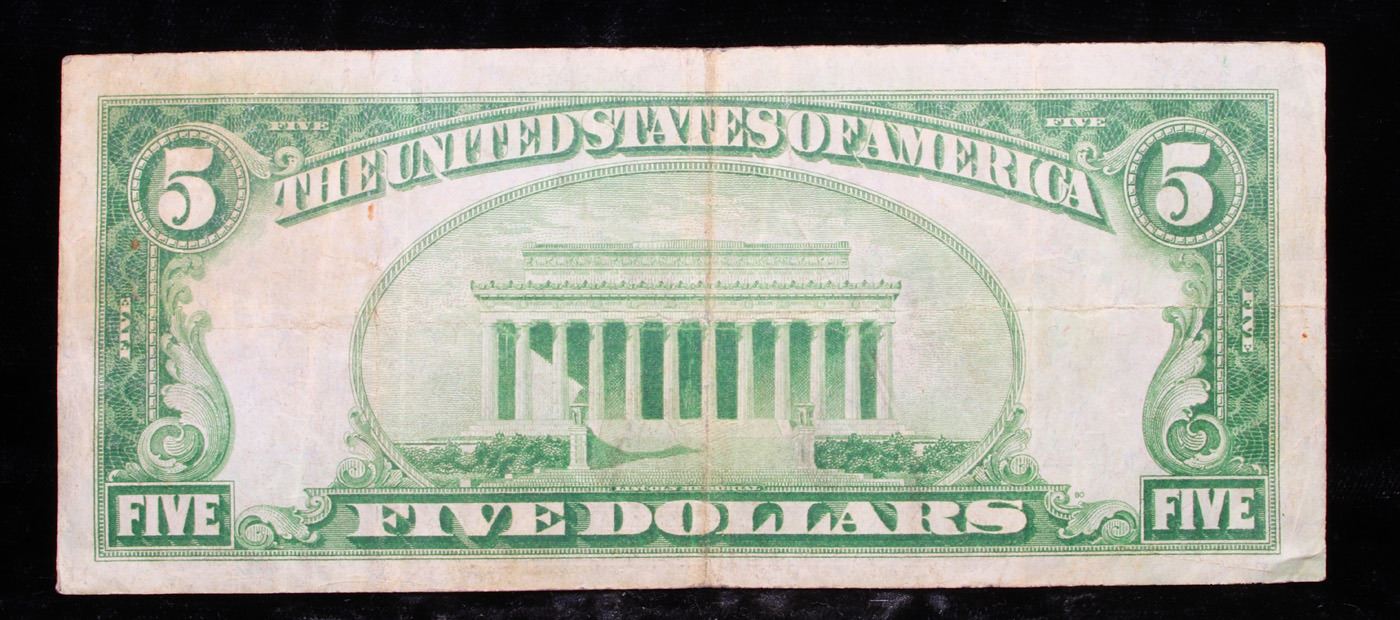 FIVE FIVE
THE UNITED STATES OF AMERICA
5 5
FIVE FIVE
LINCOLN MEMORIAL
FIVE FIVE DOLLARS FIVE